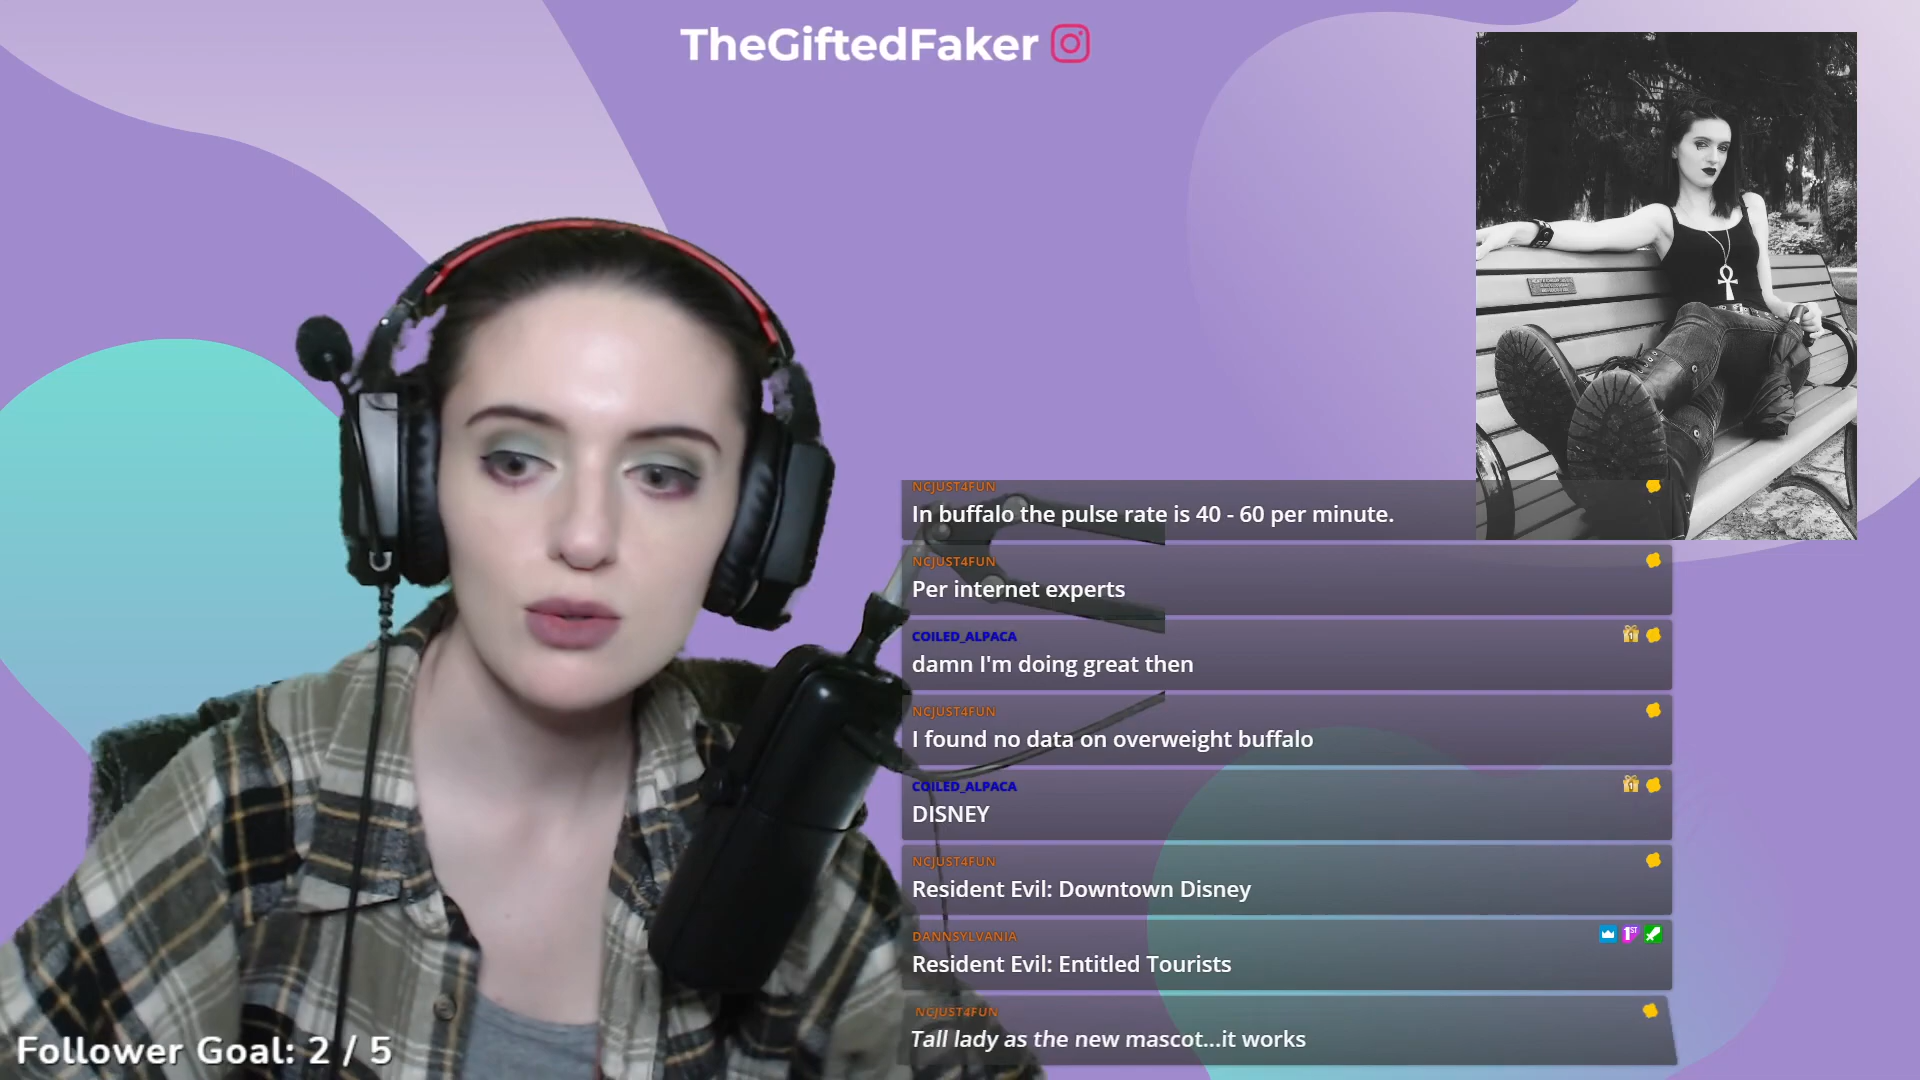 TheGiftedFaker
NCJUST4FUN
In buffalo the pulse rate is 40 - 60 per minute.
NCJUST4FUN
Per internet experts
COILED_ALPACA
damn I'm doing great then
NCJUST4FUN
I found no data on overweight buffalo
COILED_ALPACA
DISNEY
NCJUST4FUN
Resident Evil: Downtown Disney
DANNSYLVANIA
1ST
Resident Evil: Entitled Tourists
NCJUST4FUN
Tall lady as the new mascot...it works
Follower Goal: 2 / 5